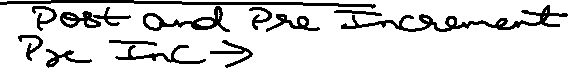 Post and Pre Increment
Pre Inc →